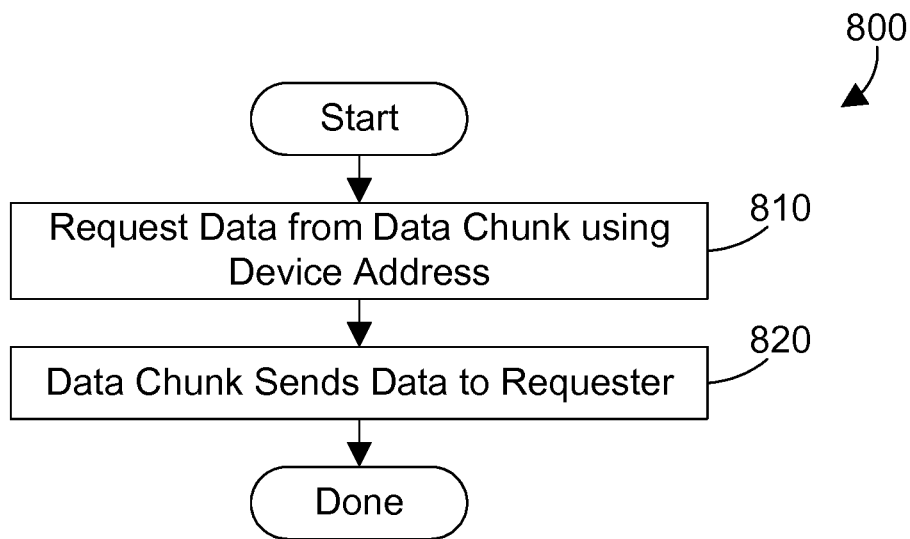 800
Start
Request Data from Data Chunk using
Device Address
810
Data Chunk Sends Data to Requester
820
Done